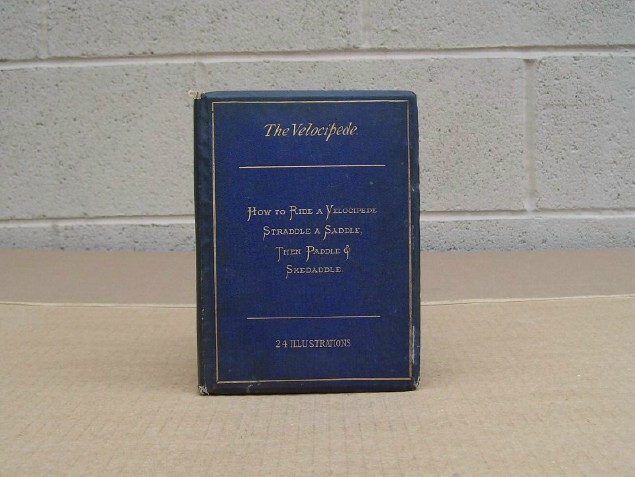 The Velocipede.
How to Ride a Velocipede
Straddle a Saddle,
Then Paddle &
Skedaddle.
24 ILLUSTRATIONS